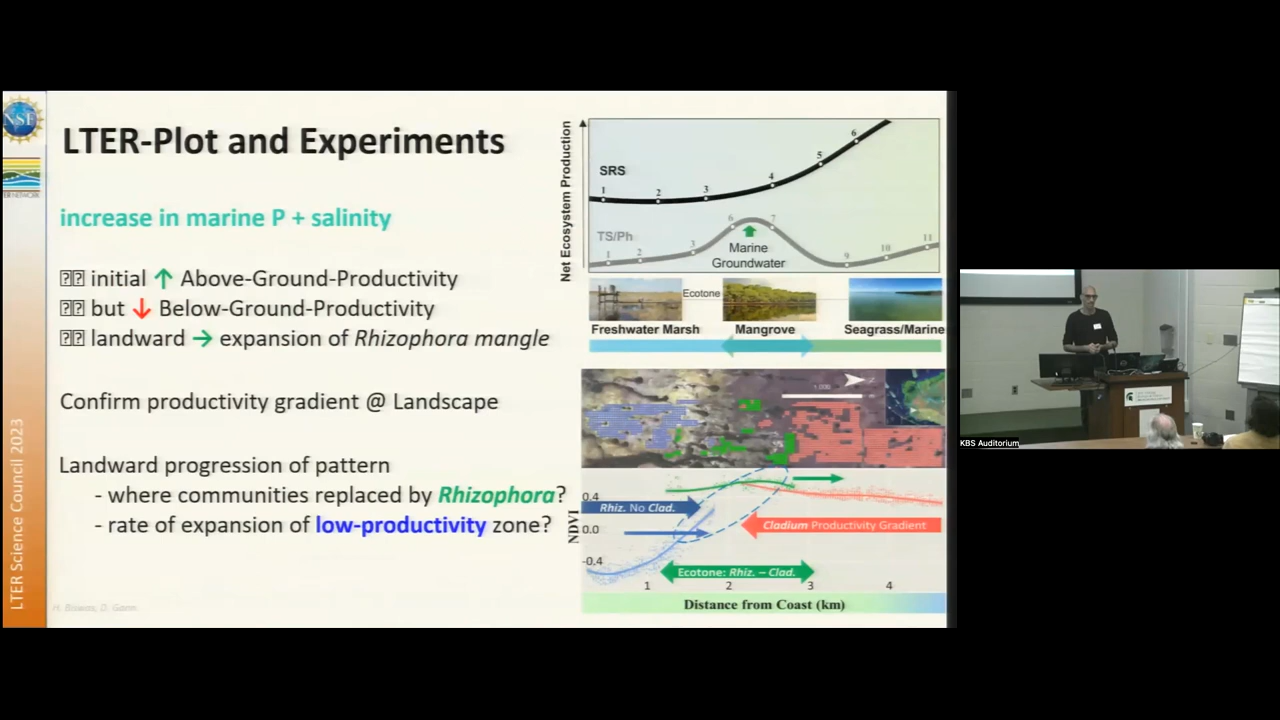 NSF
LTER-Plot and Experiments
increase in marine P + salinity
initial ↑ Above-Ground-Productivity
but ↓ Below-Ground-Productivity
landward → expansion of Rhizophora mangle
Confirm productivity gradient @ Landscape
Landward progression of pattern
- where communities replaced by Rhizophora?
- rate of expansion of low-productivity zone?
LTER Science Council 2023
H. Biswas, D. Gann
Net Ecosystem Production
SRS
1 2 3 4 5 6
TS/Ph
1 2 3 6 7 9 10 11
Marine
Groundwater
Ecotone
Freshwater Marsh Mangrove Seagrass/Marine
NDVI
0.4
0.0
-0.4
Rhiz. No Clad.
Cladium Productivity Gradient
Ecotone: Rhiz. – Clad.
1 2 3 4
Distance from Coast (km)
KBS Auditorium